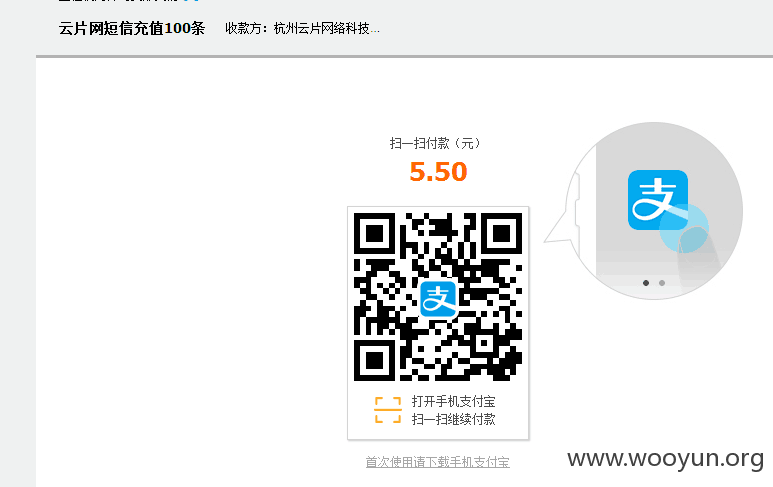 云片网短信充值100条 收款方：杭州云片网络科技...
扫一扫付款（元）
5.50
支
支
打开手机支付宝
扫一扫继续付款
首次使用请下载手机支付宝
www.wooyun.org